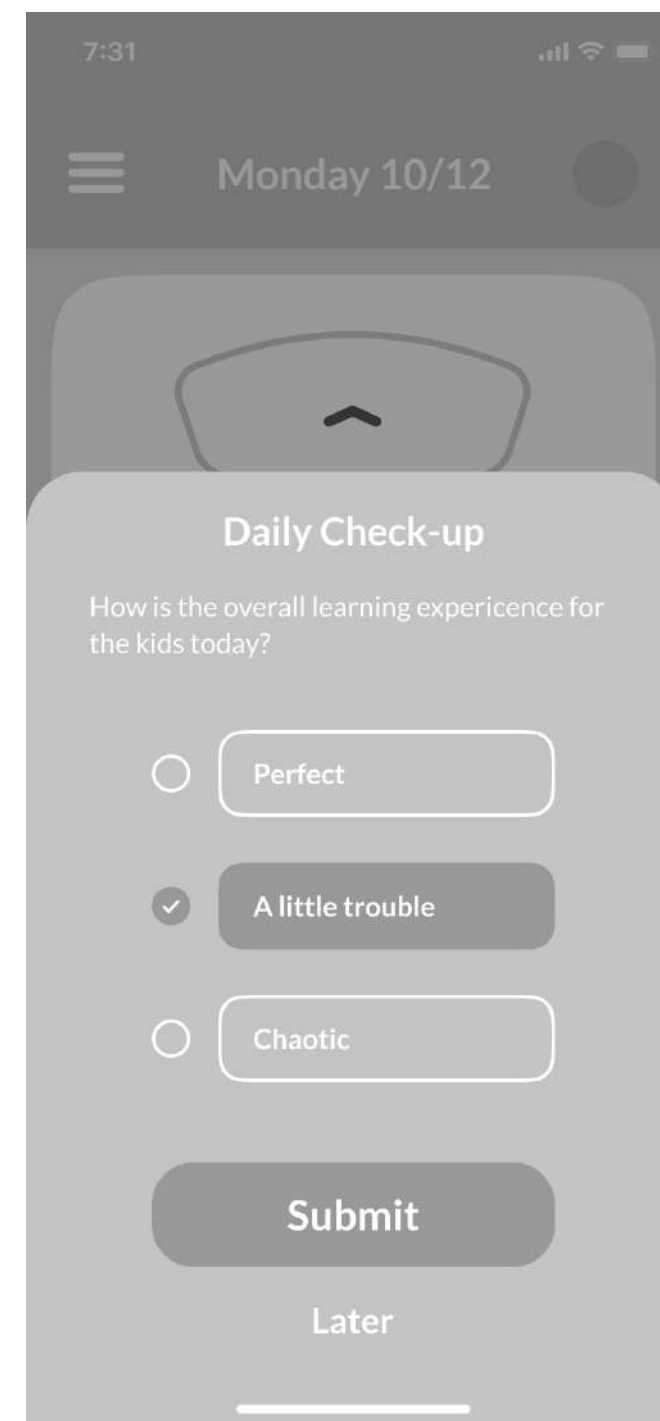 7:31
Monday 10/12
Daily Check-up
How is the overall learning expericence for
the kids today?
Perfect
A little trouble
Chaotic
Submit
Later